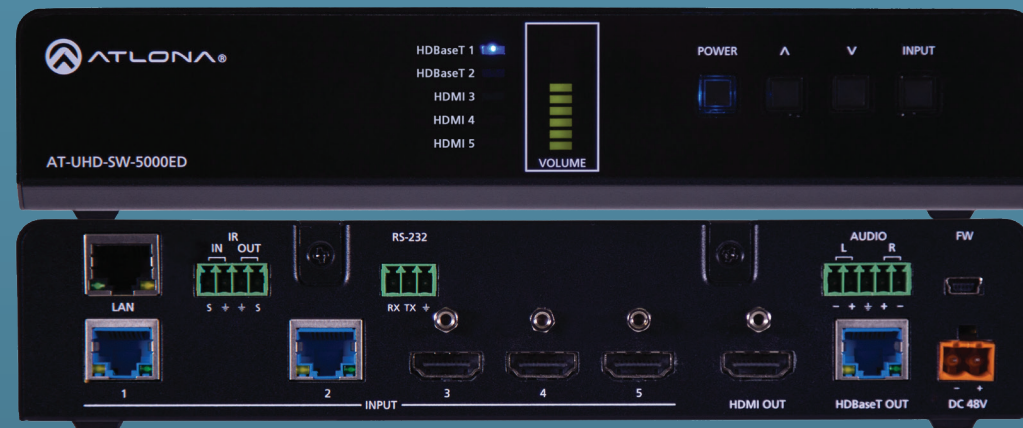 ATLONA®
AT-UHD-SW-5000ED
HDBaseT 1
HDBaseT 2
HDMI 3
HDMI 4
HDMI 5
VOLUME
POWER
INPUT
LAN
IR
IN OUT
S S
RS-232
RX TX
AUDIO
L R
- + + -
FW
1 2 3 4 5
INPUT
HDMI OUT
HDBaseT OUT
- +
DC 48V